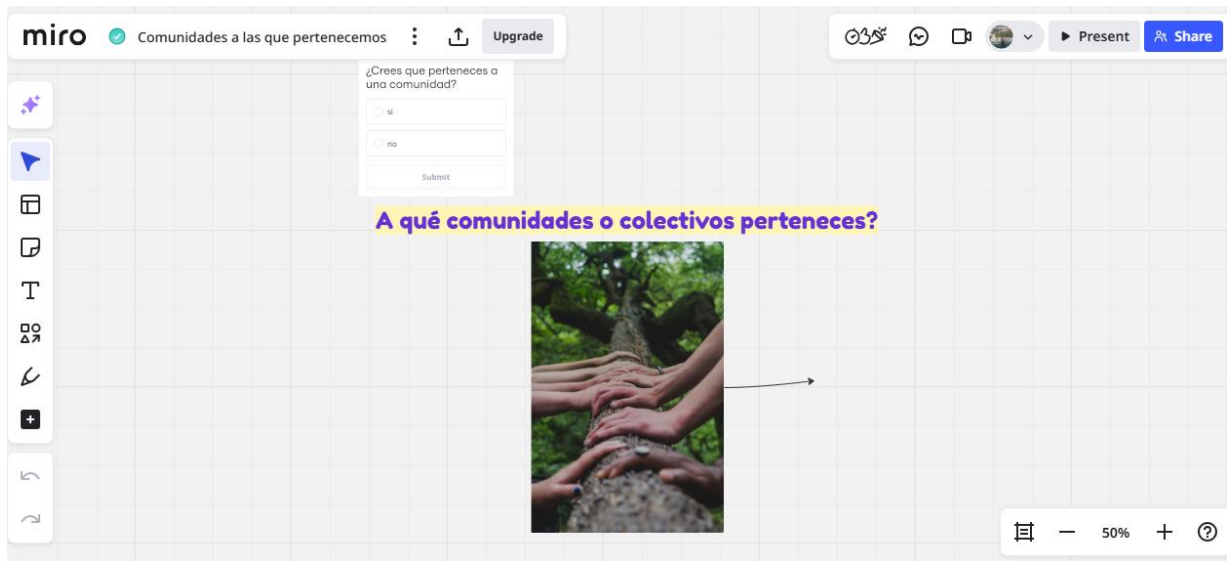 miro
Comunidades a las que pertenecemos
Upgrade
Present
Share
¿Crees que perteneces a
una comunidad?
si
no
Submit
A qué comunidades o colectivos perteneces?
T
50%